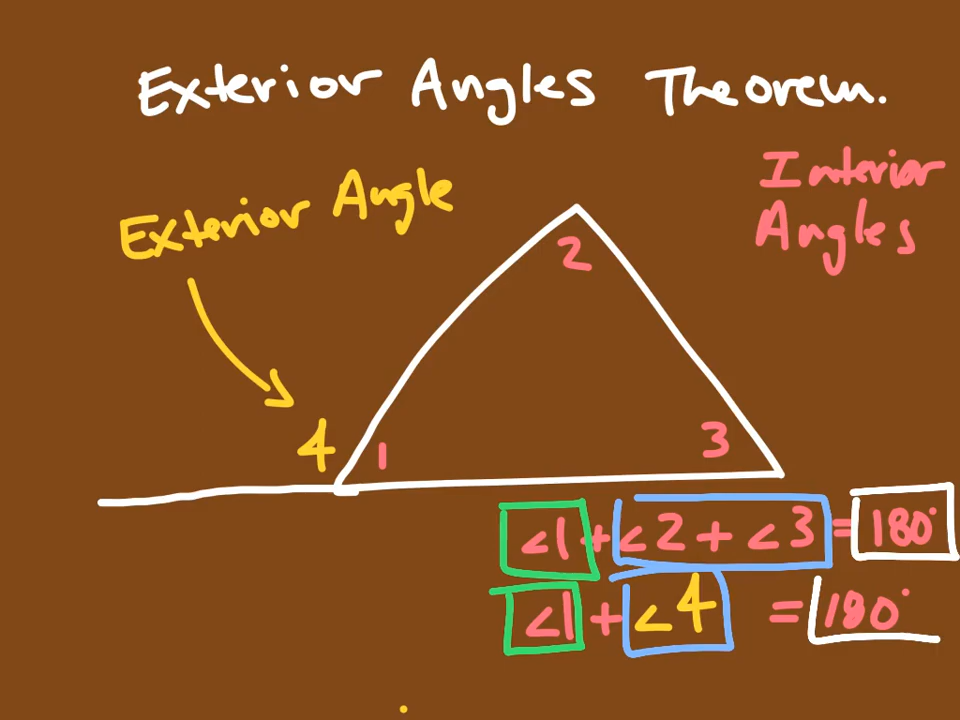 Exterior Angles Theorem.
Interior
Angles
Exterior Angle
2
4
1
3
<1 + <2 + <3 = 180°
<1 + <4 = 180°